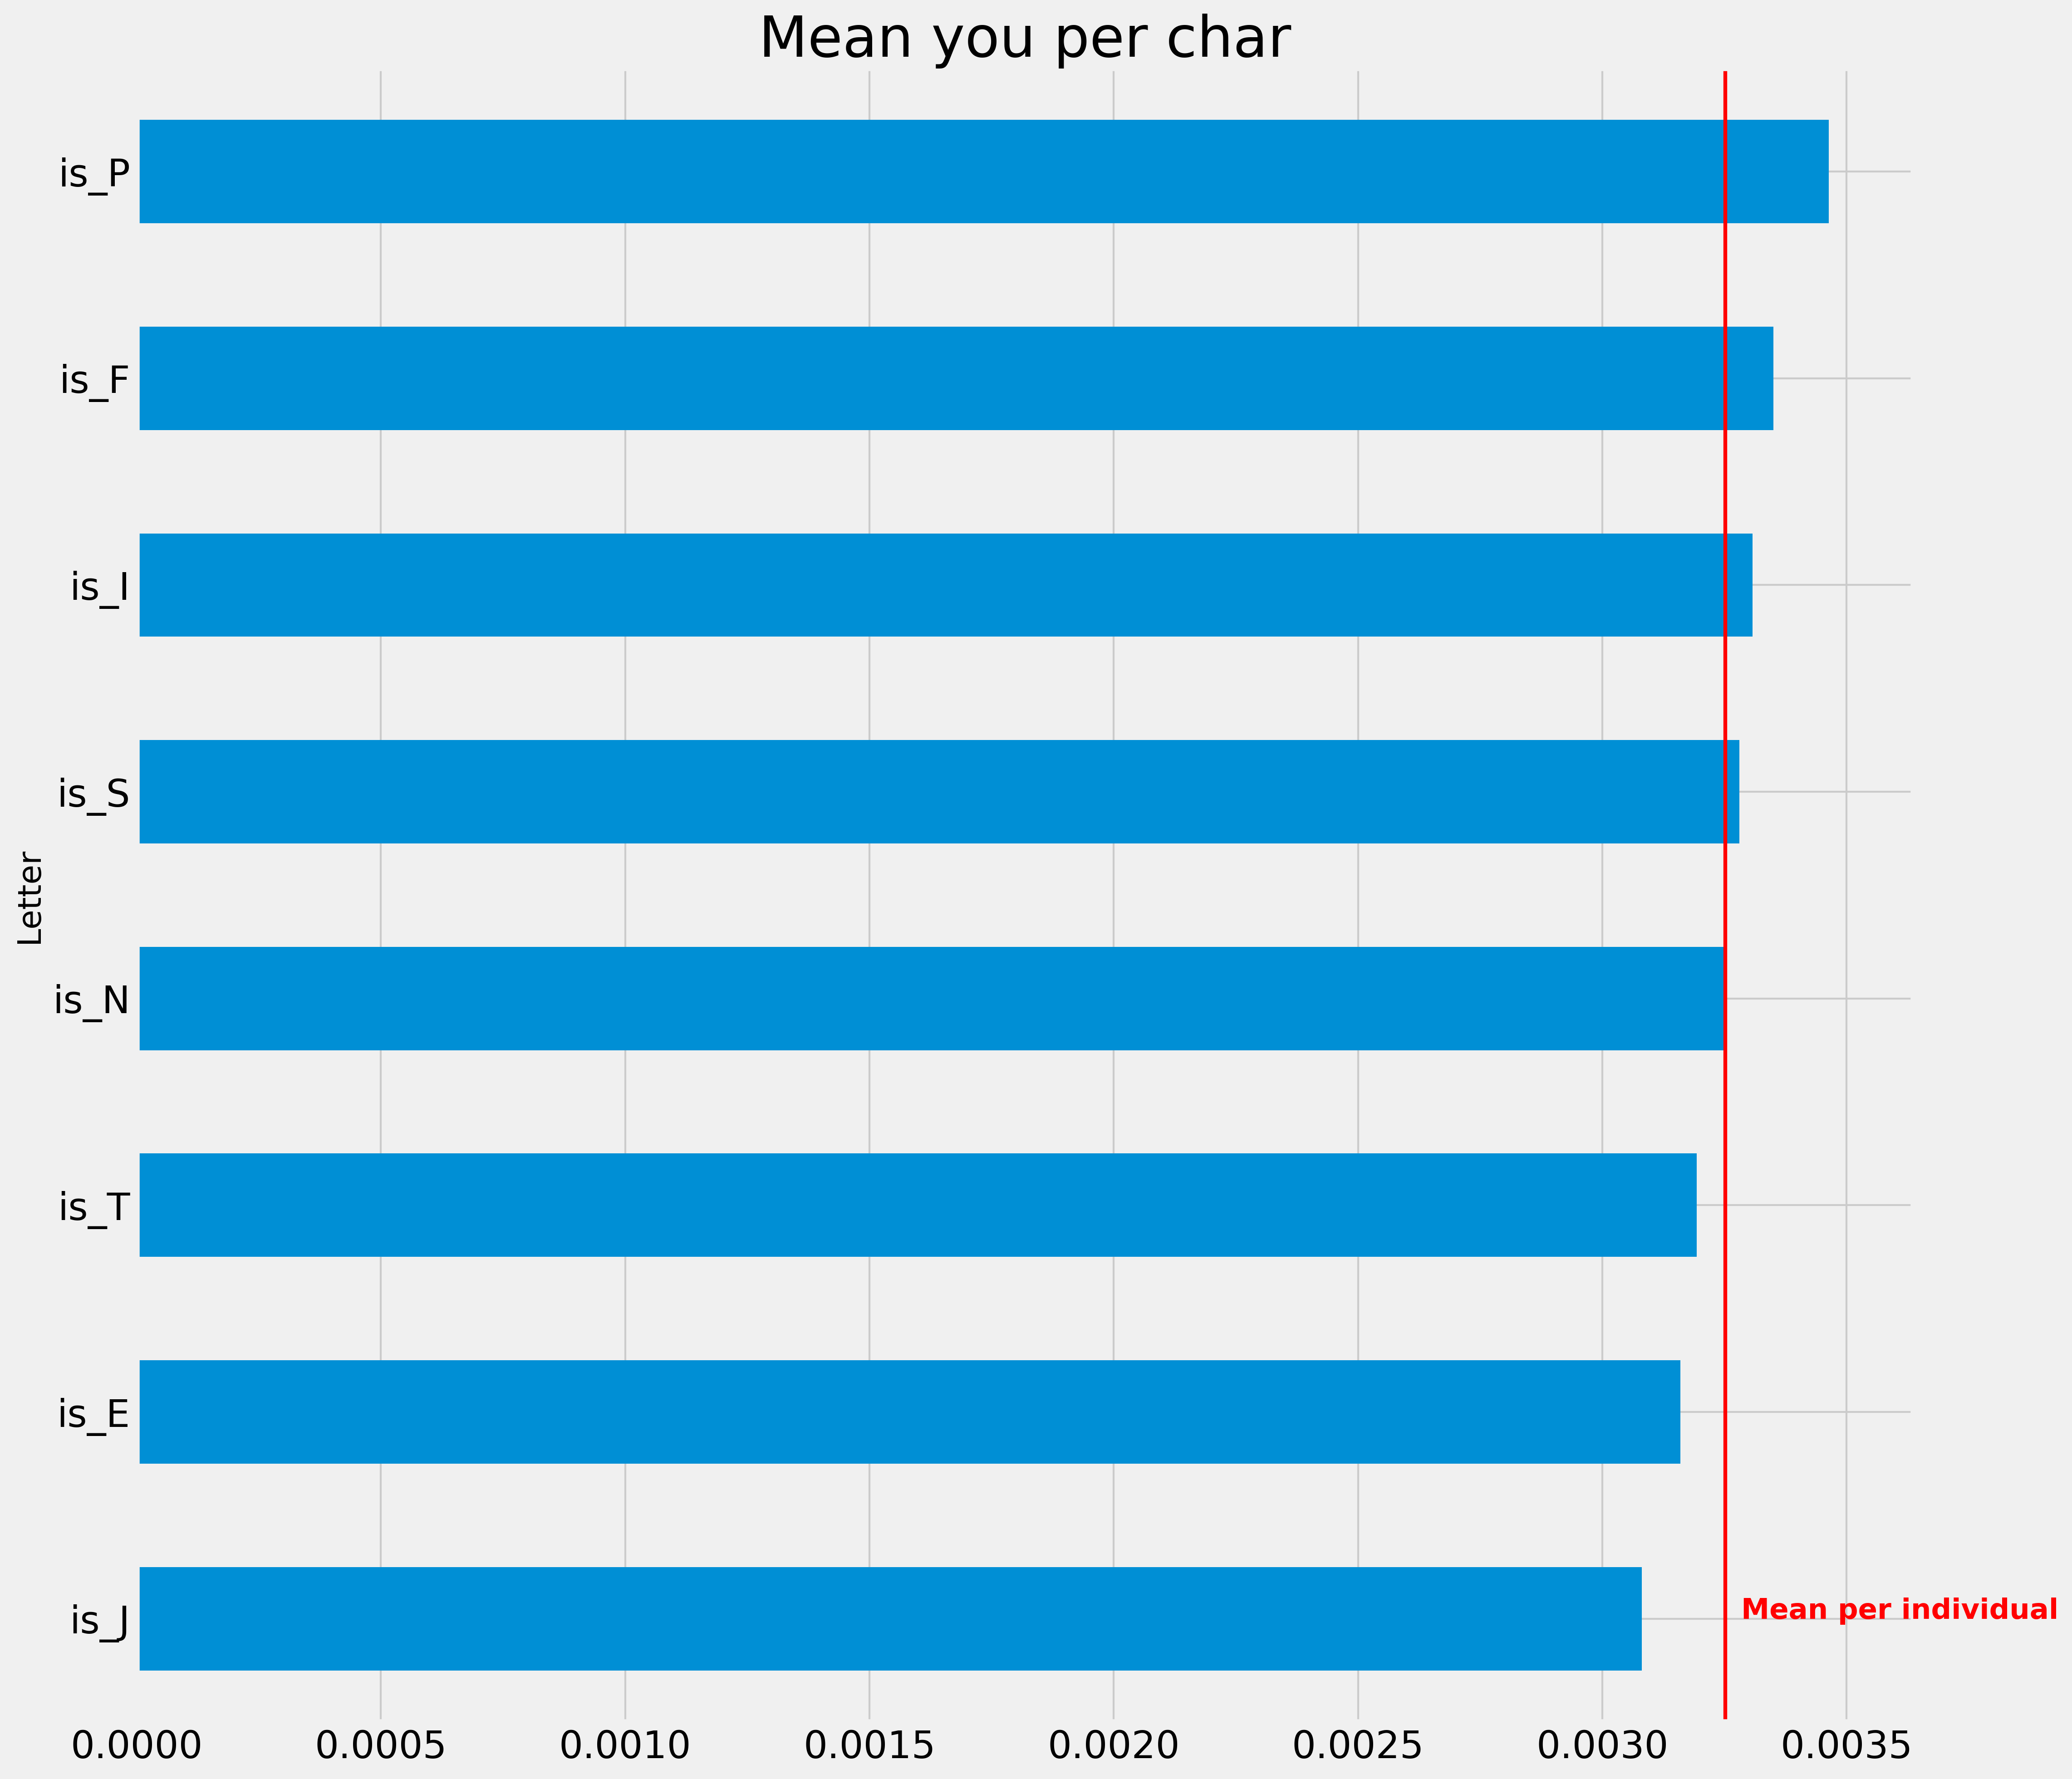 Mean you per char
is_P
is_F
is_I
is_S
Letter
is_N
is_T
is_E
is_J
Mean per individual
0.0000 0.0005 0.0010 0.0015 0.0020 0.0025 0.0030 0.0035